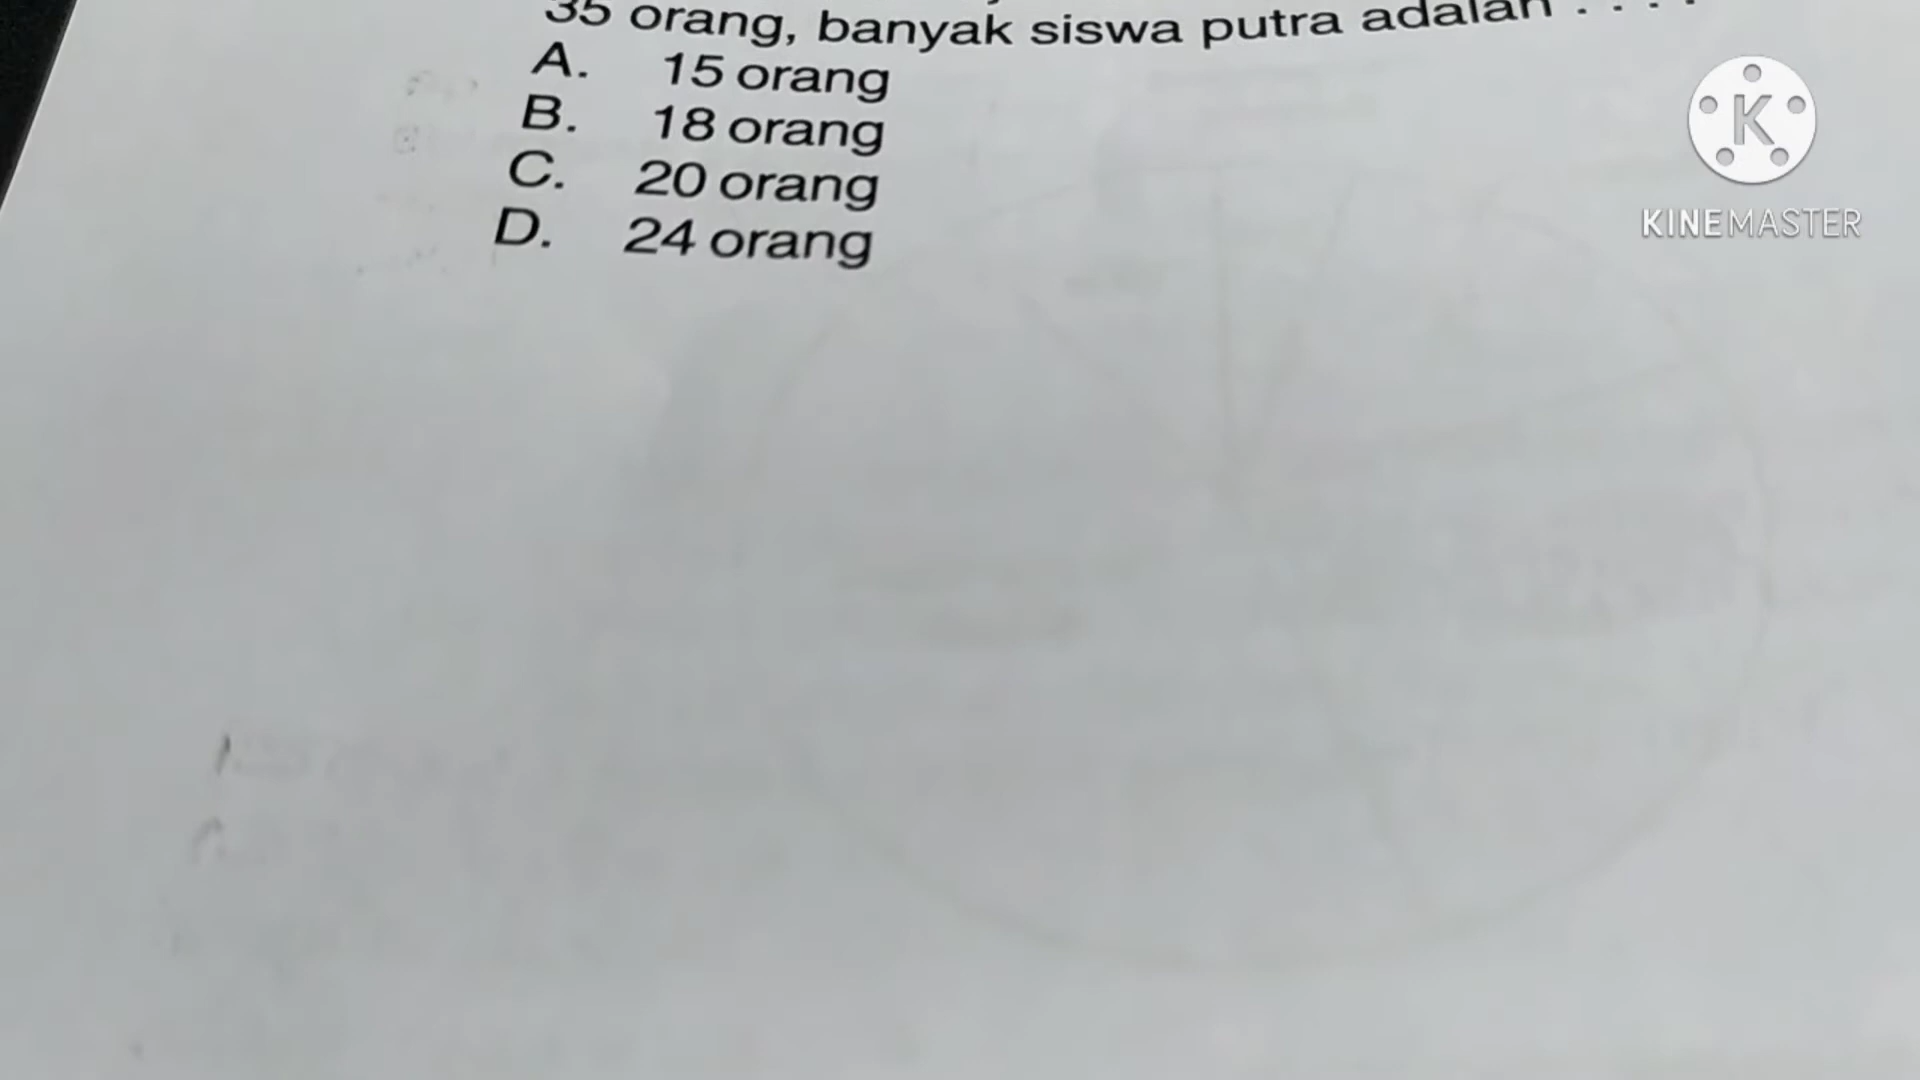 35 orang, banyak siswa putra adalah . . . .
A. 15 orang
B. 18 orang
C. 20 orang
D. 24 orang
K
KINEMASTER